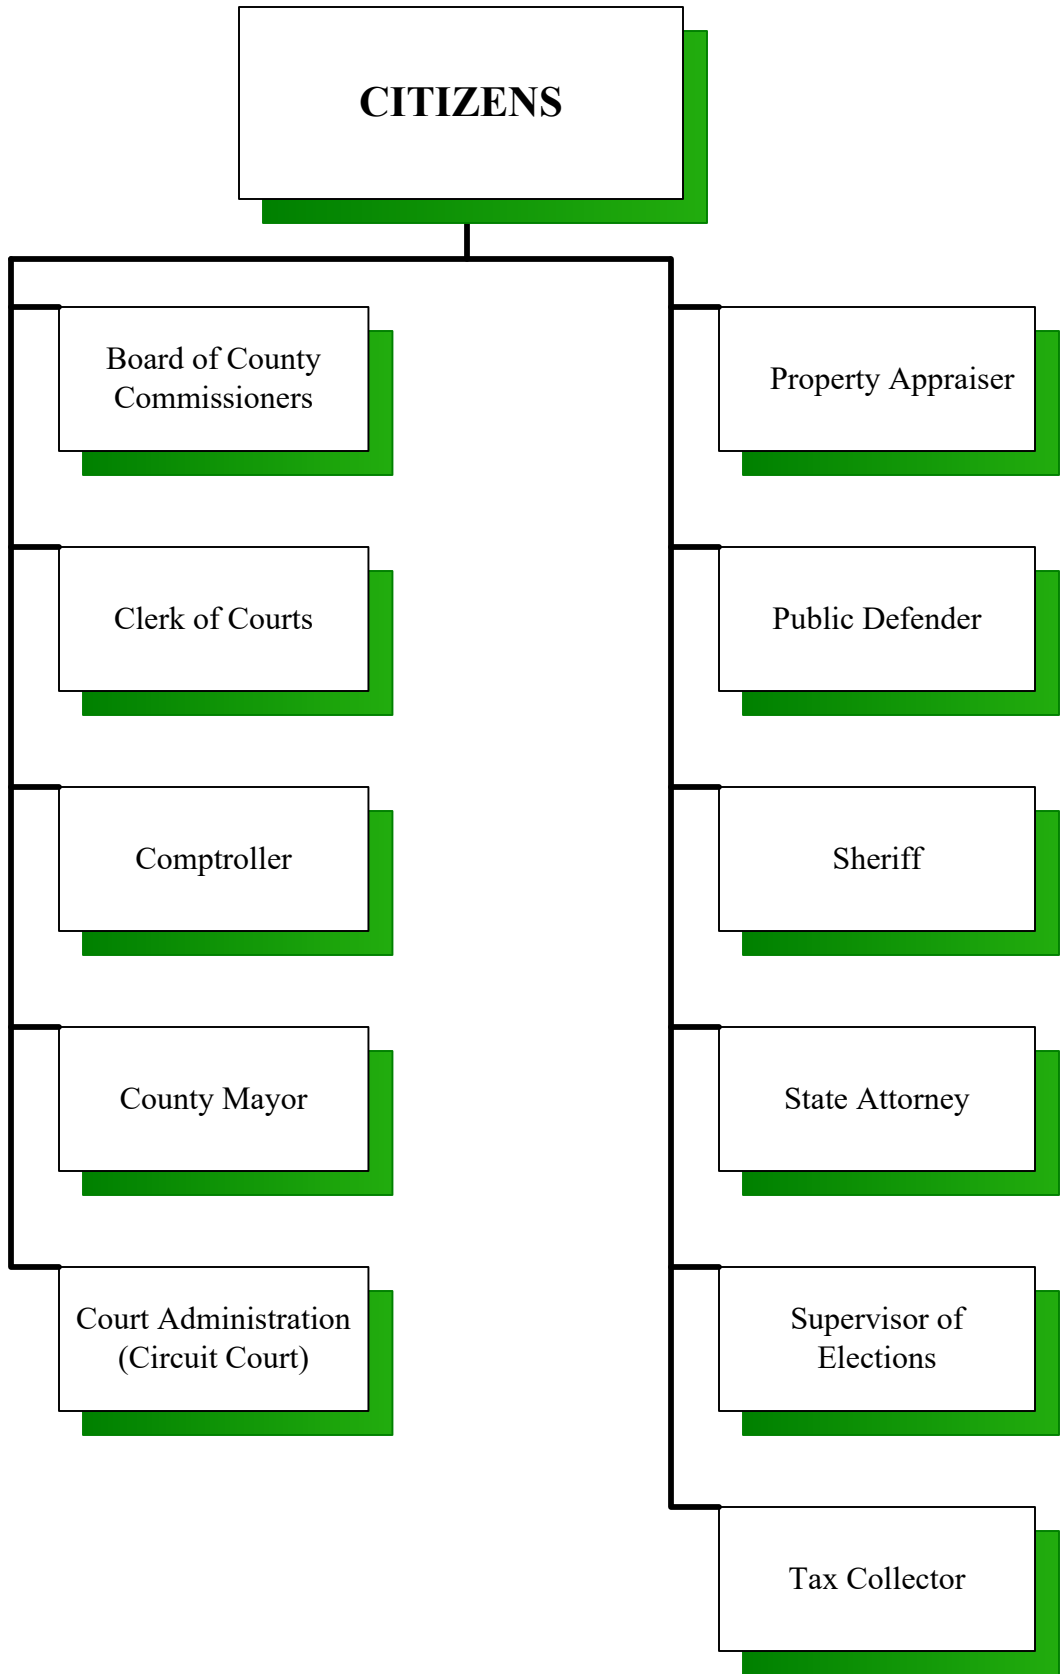 CITIZENS
Board of County
Commissioners
Clerk of Courts
Comptroller
County Mayor
Court Administration
(Circuit Court)
Property Appraiser
Public Defender
Sheriff
State Attorney
Supervisor of
Elections
Tax Collector